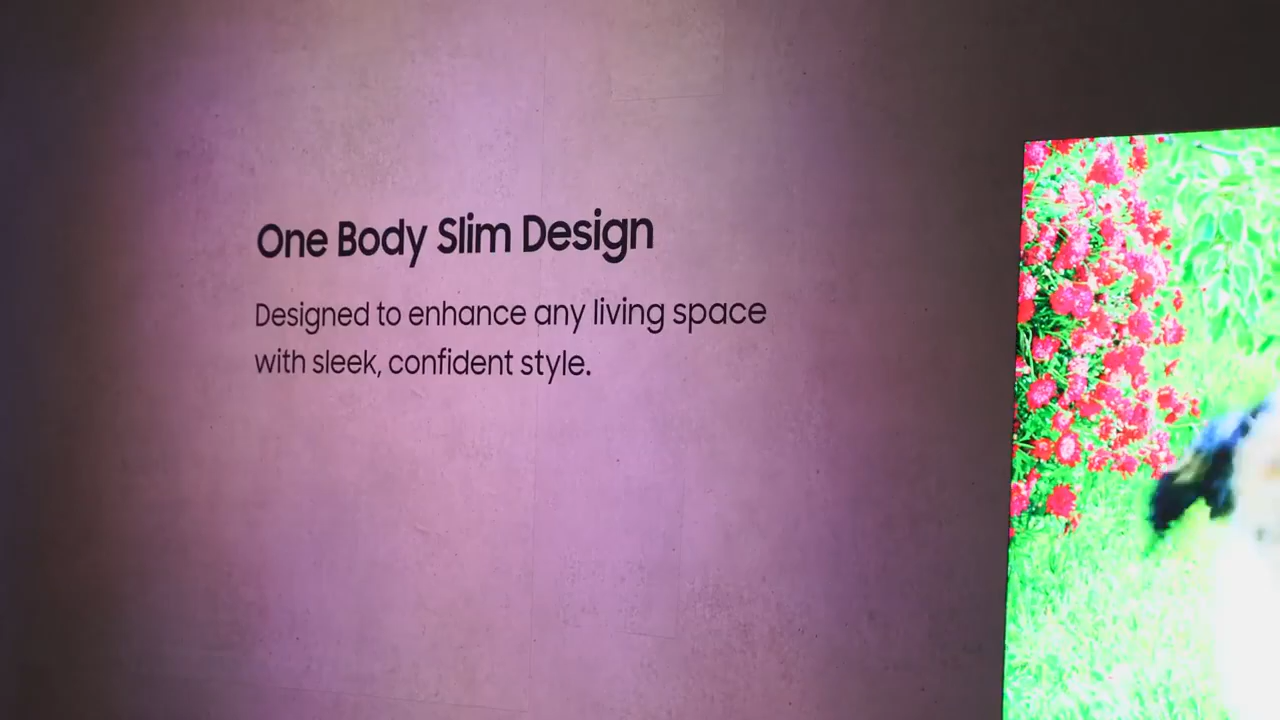 One Body Slim Design
Designed to enhance any living space
with sleek, confident style.